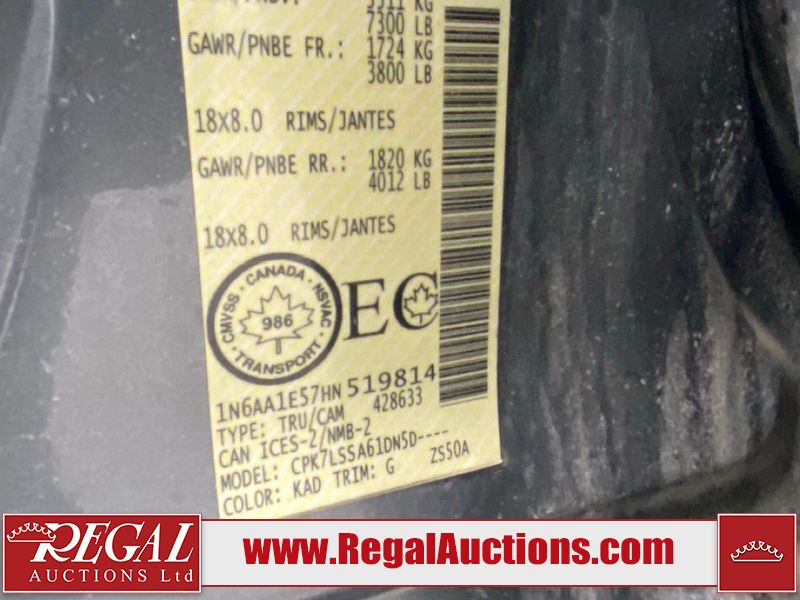 7300 LB
GAWR/PNBE FR.: 1724 KG
3800 LB
18x8.0 RIMS/JANTES
GAWR/PNBE RR.: 1820 KG
4012 LB
18x8.0 RIMS/JANTES
CMVSS · CANADA · NSVAC · TRANSPORT
986
EC
1N6AA1E57HN519814
TYPE: TRU/CAM 428633
CAN ICES-2/NMB-2
MODEL: CPK7LSSA61DN5D----
COLOR: KAD TRIM: G ZS50A
REGAL
AUCTIONS Ltd
www.RegalAuctions.com